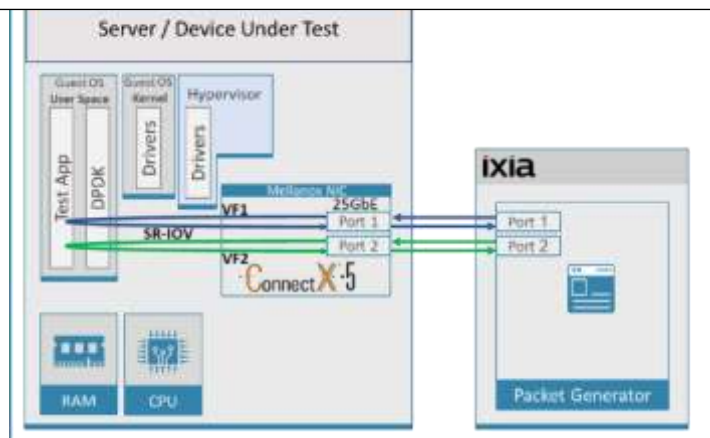 Server / Device Under Test
Guest OS
User Space
Test App
DPDK
Guest OS
Kernel
Drivers
Hypervisor
Drivers
Mellanox NIC
25GbE
VF1
Port 1
SR-IOV
Port 2
VF2
ConnectX-5
RAM
CPU
ixia
Port 1
Port 2
Packet Generator